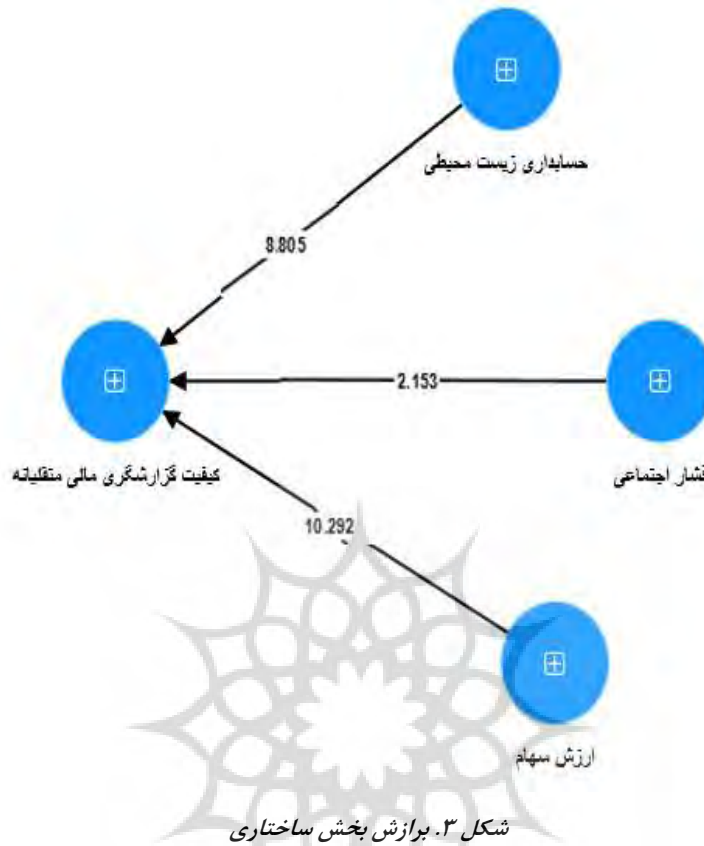 حسابداری زیست محیطی
8.805
2.153
کیفیت گزارشگری مالی متقلبانه
فشار اجتماعی
10.292
ارزش سهام
شکل ۳. برازش بخش ساختاری